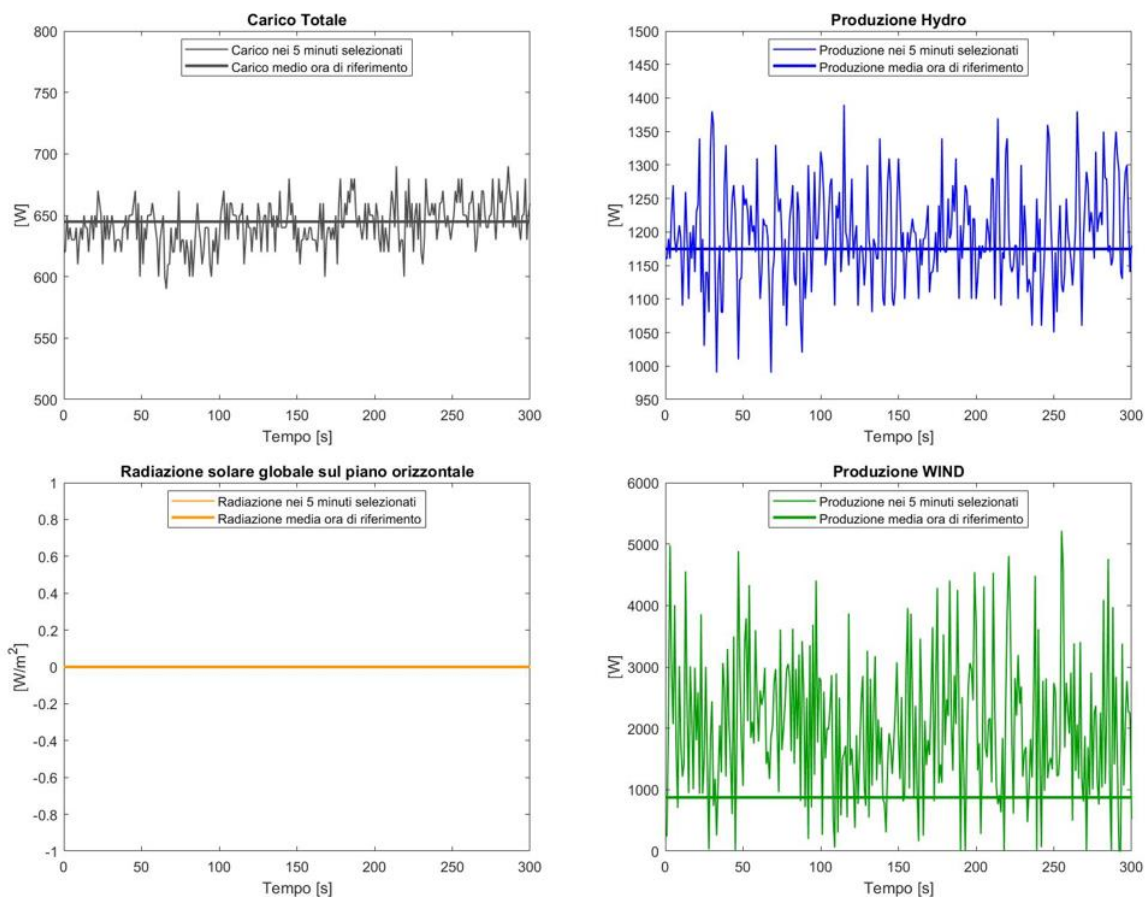 Carico Totale
800
750
700
650
600
550
500
[W]
Carico nei 5 minuti selezionati
Carico medio ora di riferimento
0 50 100 150 200 250 300
Tempo [s]
Produzione Hydro
1500
1450
1400
1350
1300
1250
1200
1150
1100
1050
1000
950
[W]
Produzione nei 5 minuti selezionati
Produzione media ora di riferimento
0 50 100 150 200 250 300
Tempo [s]
Radiazione solare globale sul piano orizzontale
1
0.8
0.6
0.4
0.2
0
-0.2
-0.4
-0.6
-0.8
-1
[W/m²]
Radiazione nei 5 minuti selezionati
Radiazione media ora di riferimento
0 50 100 150 200 250 300
Tempo [s]
Produzione WIND
6000
5000
4000
3000
2000
1000
0
[W]
Produzione nei 5 minuti selezionati
Produzione media ora di riferimento
0 50 100 150 200 250 300
Tempo [s]